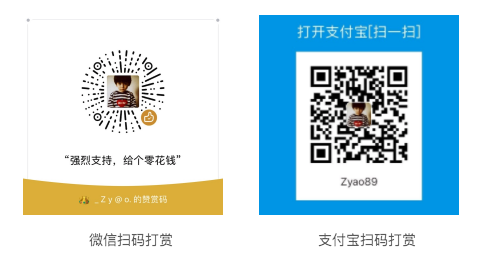 打开支付宝[扫一扫]
“强烈支持，给个零花钱”
Zyao89
_Z y @ o. 的赞赏码
微信扫码打赏
支付宝扫码打赏